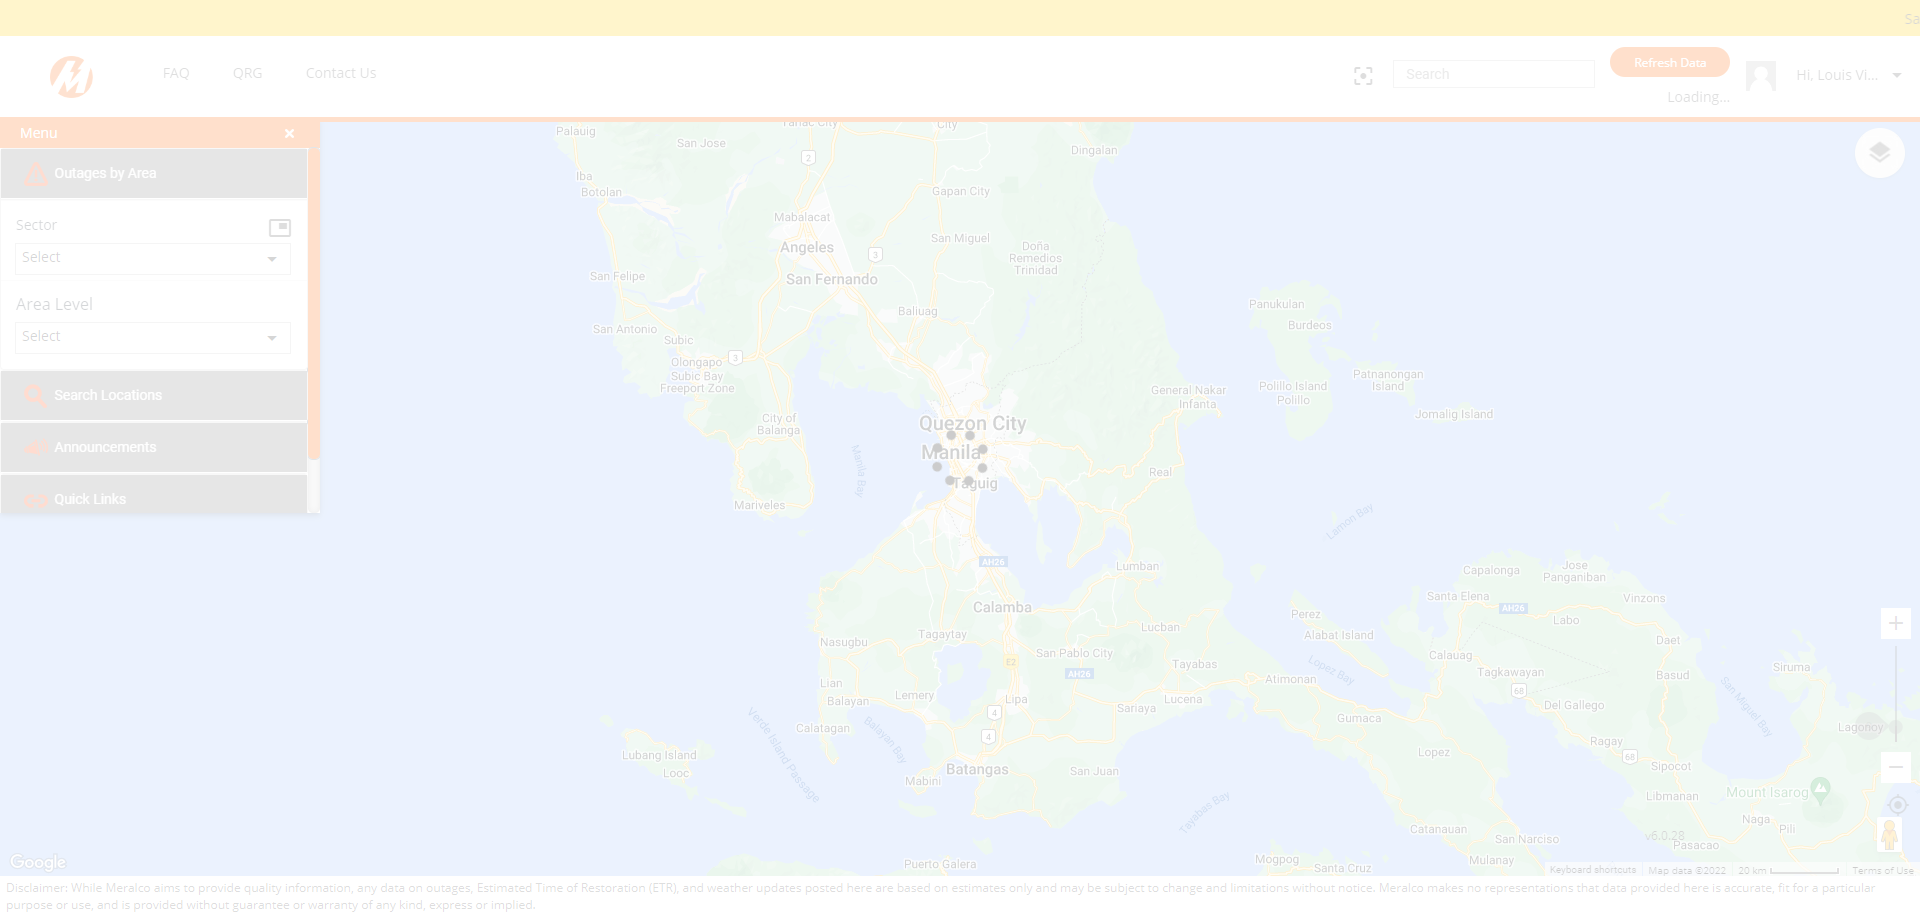 FAQ
QRG
Contact Us
Search
Refresh Data
Loading...
Hi, Louis Vi...
Menu
Outages by Area
Sector
Select
Area Level
Select
Search Locations
Announcements
Quick Links
Palauig
San Jose
City
Dingalan
2
Iba
Botolan
Gapan City
Mabalacat
Angeles
3
San Miguel
Doña
Remedios
Trinidad
San Felipe
San Fernando
Panukulan
Baliuag
Burdeos
San Antonio
Subic
Olongapo
3
Subic Bay
Freeport Zone
Patnanongan
Island
Polillo Island
Polillo
General Nakar
Infanta
Jomalig Island
City of
Balanga
Quezon City
Manila
Manila Bay
Real
Taguig
Mariveles
Lamon Bay
AH26
Lumban
Capalonga
Jose
Panganiban
Santa Elena
Vinzons
AH26
Labo
Calamba
Perez
Alabat Island
Nasugbu
Tagaytay
Lucban
Daet
San Pablo City
E2
AH26
Tayabas
Lopez Bay
Calauag
Tagkawayan
Siruma
Basud
Lian
Atimonan
68
Balayan
Lemery
Lipa
Lucena
Sariaya
Del Gallego
San Miguel Bay
Verde Island Passage
Calatagan
Balayan Bay
4
4
Gumaca
Lagonoy
Ragay
Lubang Island
Looc
Lopez
68
Sipocot
Batangas
San Juan
Mabini
Libmanan
Mount Isarog
Tayabas Bay
Naga
Pili
Catanauan
San Narciso
v6.0.28
Pasacao
Google
Puerto Galera
Mogpog
Santa Cruz
Mulanay
Keyboard shortcuts
Map data ©2022
20 km
Terms of Use
Disclaimer: While Meralco aims to provide quality information, any data on outages, Estimated Time of Restoration (ETR), and weather updates posted here are based on estimates only and may be subject to change and limitations without notice. Meralco makes no representations that data provided here is accurate, fit for a particular
purpose or use, and is provided without guarantee or warranty of any kind, express or implied.